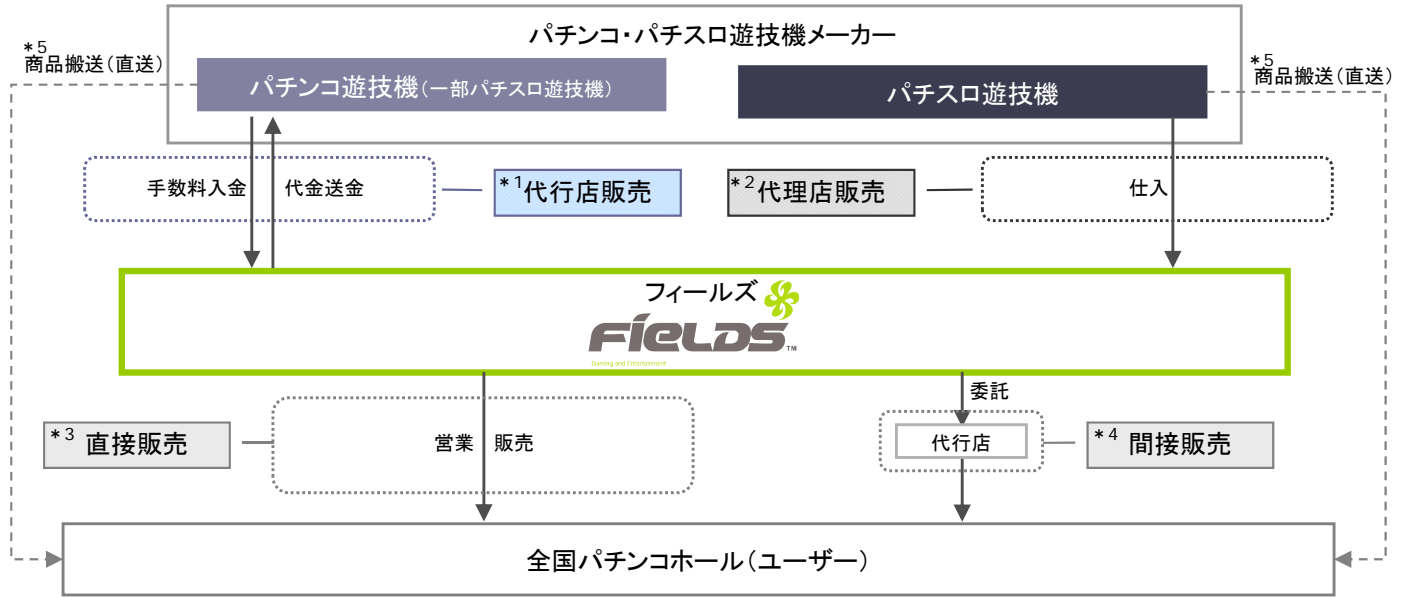 パチンコ・パチスロ遊技機メーカー
*5
商品搬送(直送)
*5
商品搬送(直送)
パチンコ遊技機(一部パチスロ遊技機)
パチスロ遊技機
手数料入金
代金送金
*1代行店販売
*2代理店販売
仕入
フィールズ
FIELDS™
Gaming and Entertainment
委託
*3 直接販売
営業
販売
代行店
*4 間接販売
全国パチンコホール(ユーザー)